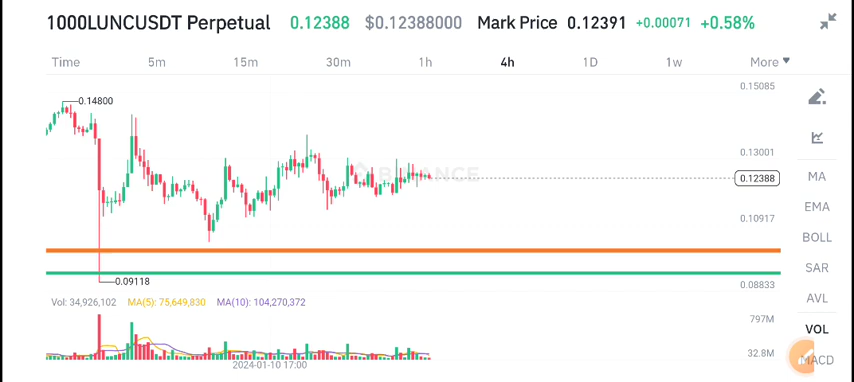 1000LUNCUSDT Perpetual 0.12388 $0.12388000 Mark Price 0.12391 +0.00071 +0.58%
Time 5m 15m 30m 1h 4h 1D 1w More
0.15085
0.14800
0.13001
MA
BINANCE
0.12388
EMA
0.10917
BOLL
SAR
0.09118
0.08833
Vol: 34,926,102 MA(5): 75,649,830 MA(10): 104,270,372
AVL
797M
VOL
32.8M
MACD
2024-01-10 17:00